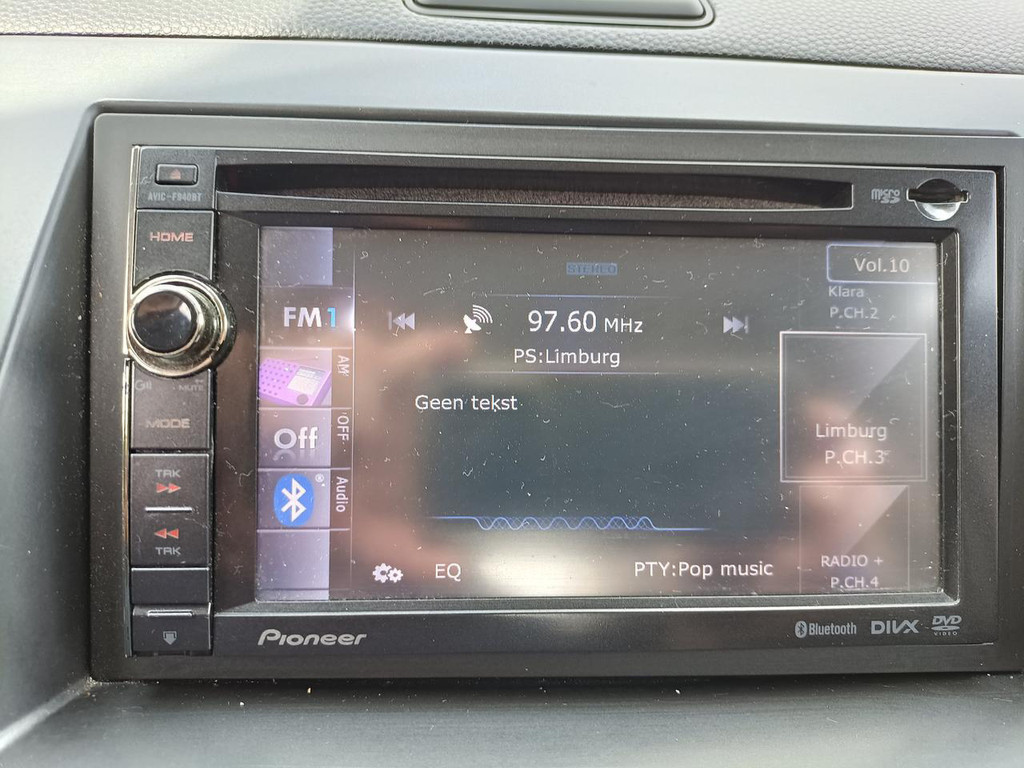 micro
SD
AVIC-F940BT
HOME
STEREO
Vol.10
Klara
P.CH.2
FM1
97.60 MHz
PS:Limburg
AM
Geen tekst
Limburg
P.CH.3
MUTE
MODE
Off
OFF
TRK
Audio
TRK
RADIO +
P.CH.4
EQ
PTY:Pop music
Pioneer
Bluetooth
DIVX
DVD
VIDEO